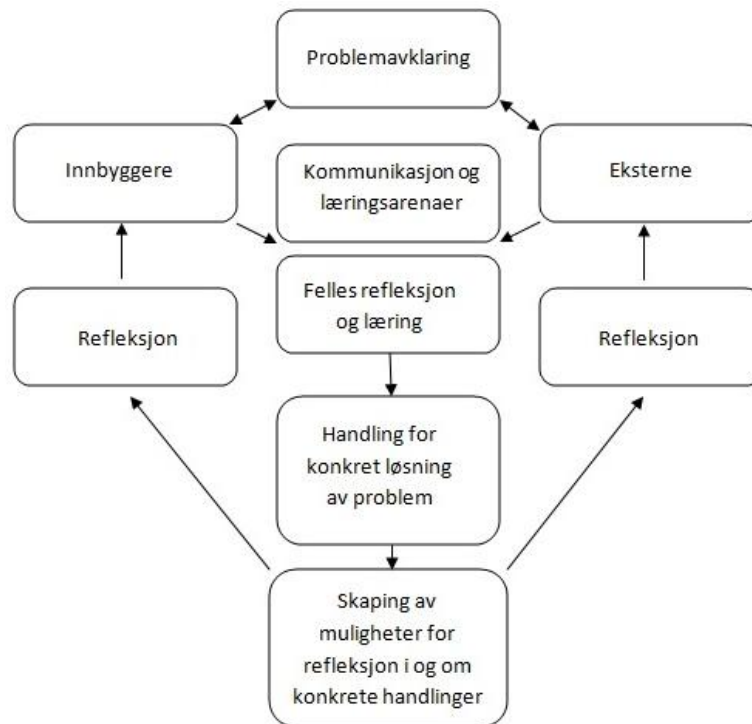 Problemavklaring
Innbyggere
Kommunikasjon og
læringsarenaer
Eksterne
Felles refleksjon
og læring
Refleksjon
Refleksjon
Handling for
konkret løsning
av problem
Skaping av
muligheter for
refleksjon i og om
konkrete handlinger